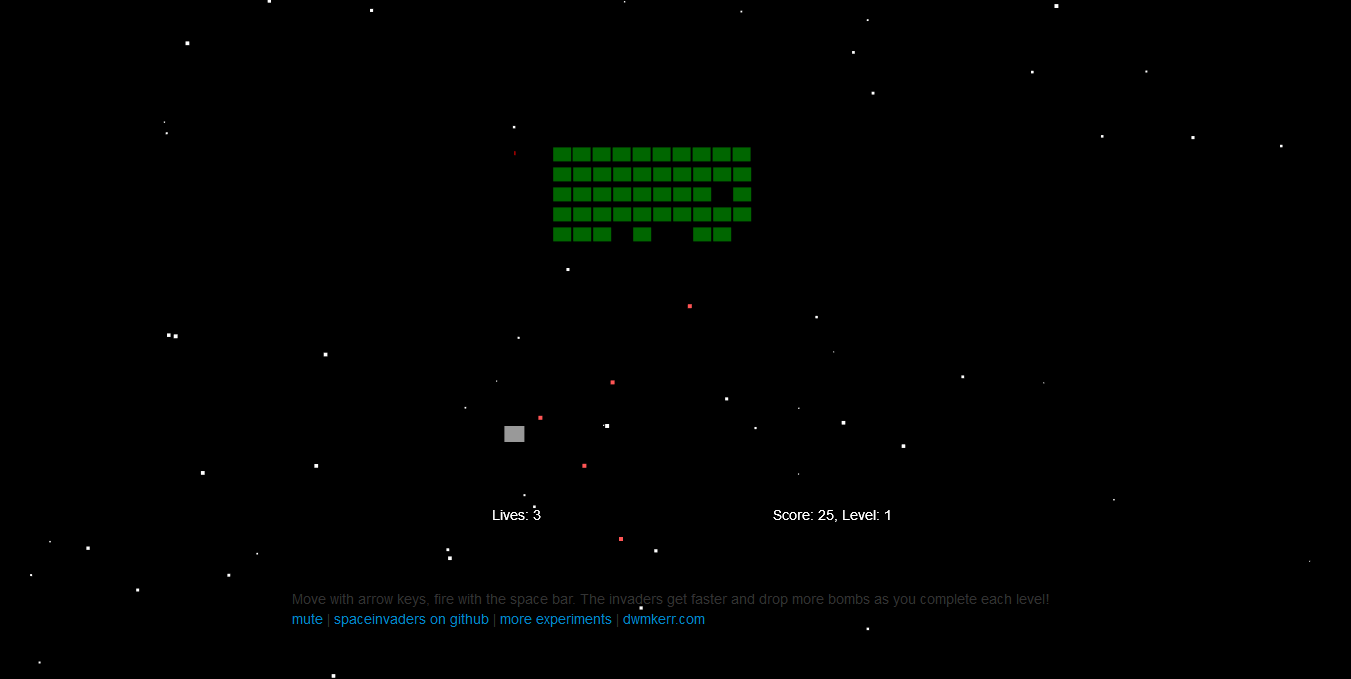 Lives: 3 Score: 25, Level: 1
Move with arrow keys, fire with the space bar. The invaders get faster and drop more bombs as you complete each level!
mute | spaceinvaders on github | more experiments | dwmkerr.com